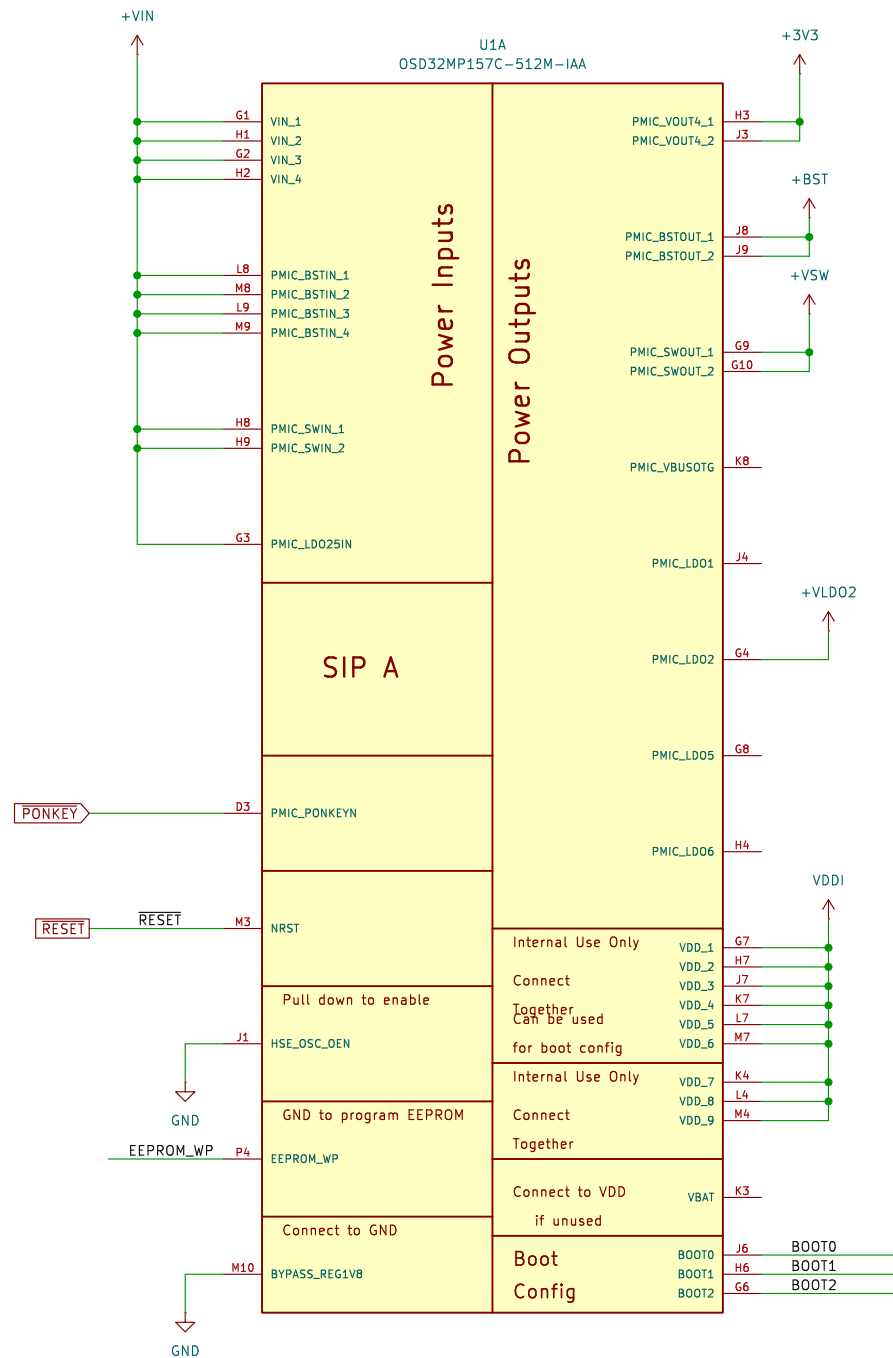 +VIN
U1A
OSD32MP157C-512M-IAA
+3V3
G1 VIN_1
H1 VIN_2
G2 VIN_3
H2 VIN_4
PMIC_VOUT4_1 H3
PMIC_VOUT4_2 J3
+BST
PMIC_BSTOUT_1 J8
PMIC_BSTOUT_2 J9
L8 PMIC_BSTIN_1
M8 PMIC_BSTIN_2
L9 PMIC_BSTIN_3
M9 PMIC_BSTIN_4
Power Inputs
Power Outputs
+VSW
PMIC_SWOUT_1 G9
PMIC_SWOUT_2 G10
H8 PMIC_SWIN_1
H9 PMIC_SWIN_2
PMIC_VBUSOTG K8
G3 PMIC_LDO25IN
PMIC_LDO1 J4
+VLDO2
SIP A
PMIC_LDO2 G4
PMIC_LDO5 G8
PONKEY
D3 PMIC_PONKEYN
PMIC_LDO6 H4
VDDI
RESET
RESET
M3 NRST
Internal Use Only
Connect
Together
Can be used
for boot config
VDD_1 G7
VDD_2 H7
VDD_3 J7
VDD_4 K7
VDD_5 L7
VDD_6 M7
Pull down to enable
J1 HSE_OSC_OEN
GND
Internal Use Only
Connect
Together
VDD_7 K4
VDD_8 L4
VDD_9 M4
GND to program EEPROM
EEPROM_WP
P4 EEPROM_WP
Connect to VDD
if unused
VBAT K3
Connect to GND
M10 BYPASS_REG1V8
GND
Boot
Config
BOOT0 J6 BOOT0
BOOT1 H6 BOOT1
BOOT2 G6 BOOT2